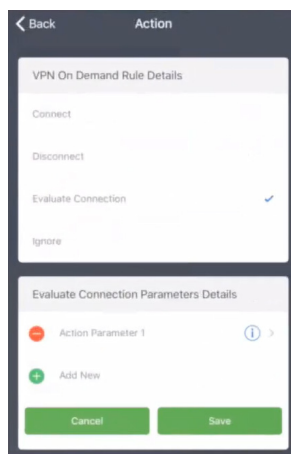 Back Action
VPN On Demand Rule Details
Connect
Disconnect
Evaluate Connection
Ignore
Evaluate Connection Parameters Details
Action Parameter 1
Add New
Cancel Save